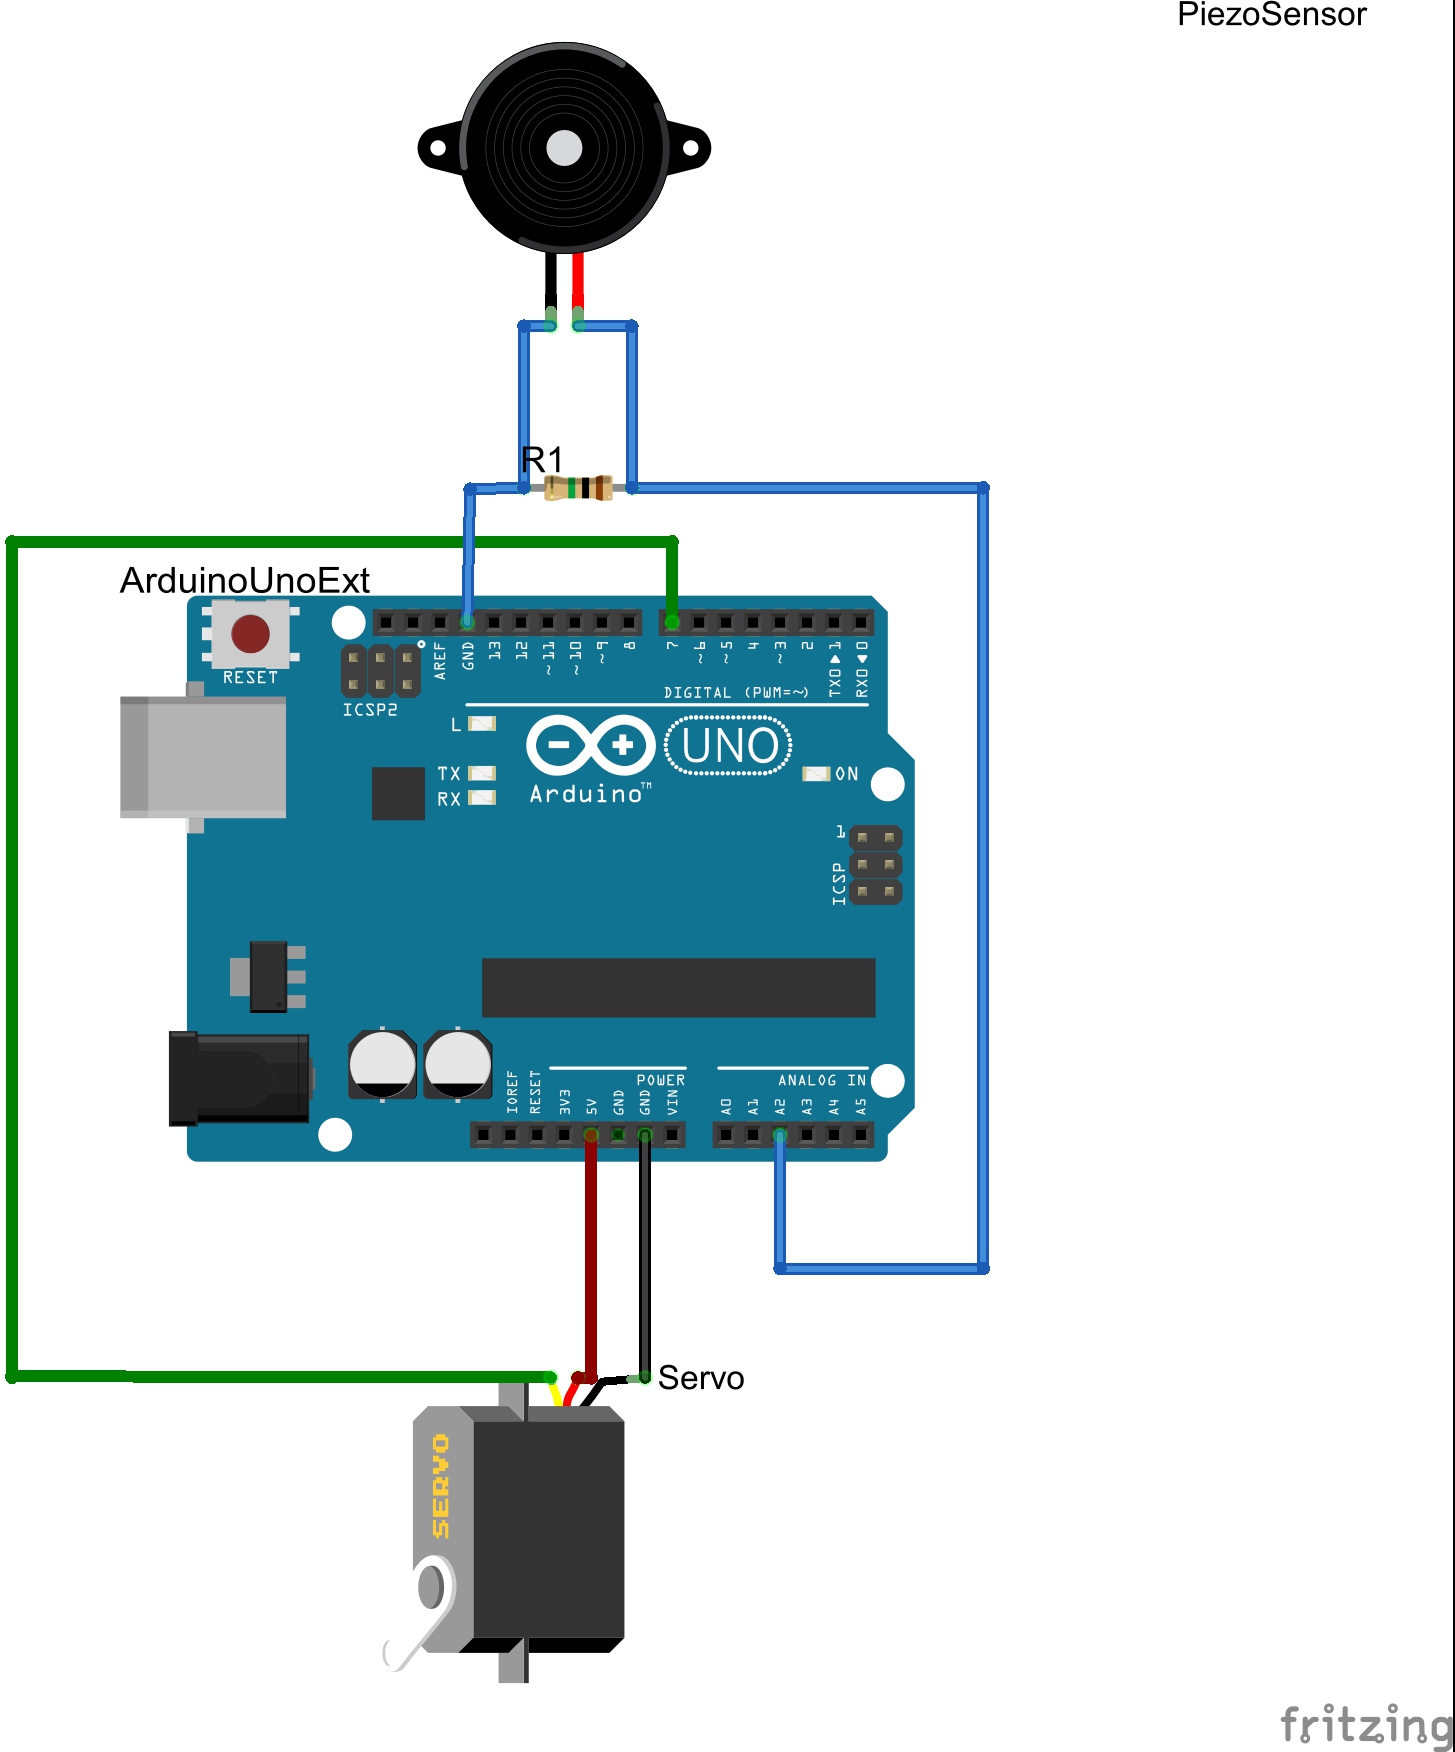 PiezoSensor
R1
ArduinoUnoExt
RESET
ICSP2
AREF
GND
13
12
~11
~10
~9
8
7
~6
~5
4
~3
2
TX0▶1
RX0◀0
DIGITAL (PWM=~)
L
TX
RX
Arduino™
UNO
ON
1
ICSP
IOREF
RESET
3V3
5V
GND
GND
VIN
POWER
ANALOG IN
A0
A1
A2
A3
A4
A5
Servo
SERVO
fritzing